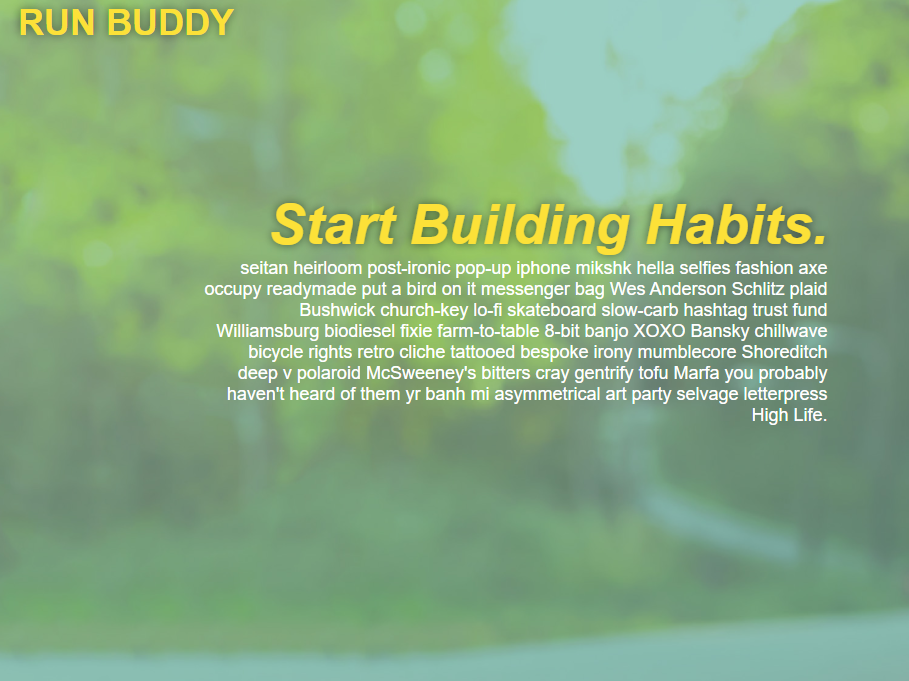 RUN BUDDY
Start Building Habits.
seitan heirloom post-ironic pop-up iphone mikshk hella selfies fashion axe
occupy readymade put a bird on it messenger bag Wes Anderson Schlitz plaid
Bushwick church-key lo-fi skateboard slow-carb hashtag trust fund
Williamsburg biodiesel fixie farm-to-table 8-bit banjo XOXO Bansky chillwave
bicycle rights retro cliche tattooed bespoke irony mumblecore Shoreditch
deep v polaroid McSweeney's bitters cray gentrify tofu Marfa you probably
haven't heard of them yr banh mi asymmetrical art party selvage letterpress
High Life.